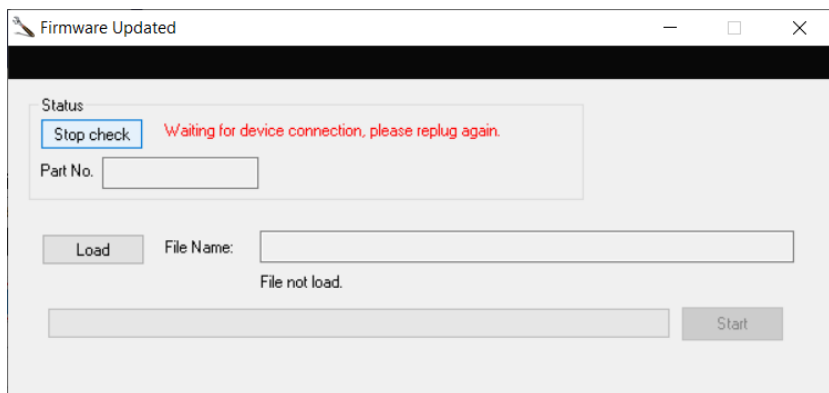 Firmware Updated
Status
Stop check Waiting for device connection, please replug again.
Part No.
Load File Name:
File not load.
Start